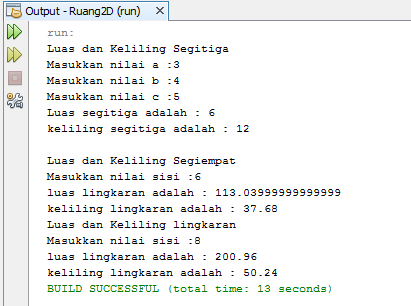 Output - Ruang2D (run)
run:
Luas dan Keliling Segitiga
Masukkan nilai a :3
Masukkan nilai b :4
Masukkan nilai c :5
Luas segitiga adalah : 6
keliling segitiga adalah : 12
Luas dan Keliling Segiempat
Masukkan nilai sisi :6
luas lingkaran adalah : 113.03999999999999
keliling lingkaran adalah : 37.68
Luas dan Keliling lingkaran
Masukkan nilai sisi :8
luas lingkaran adalah : 200.96
keliling lingkaran adalah : 50.24
BUILD SUCCESSFUL (total time: 13 seconds)